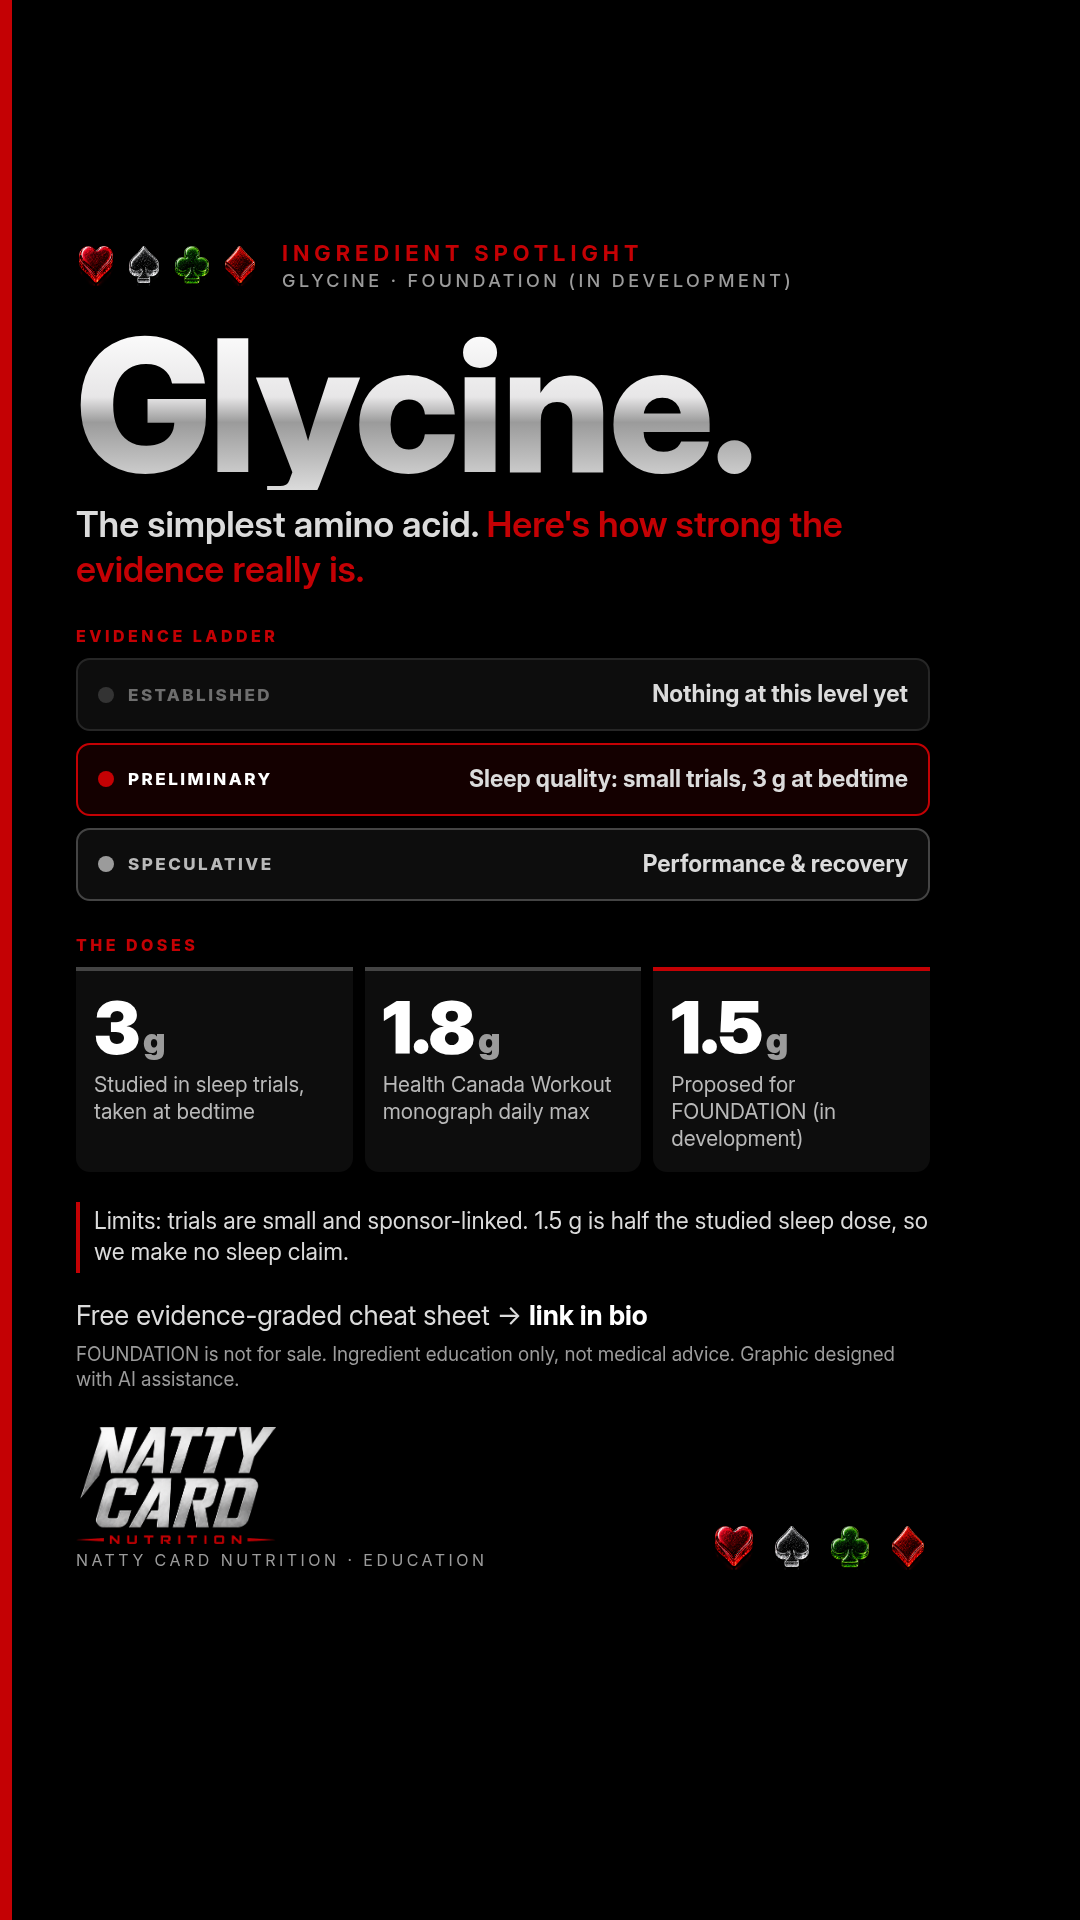 INGREDIENT SPOTLIGHT
GLYCINE · FOUNDATION (IN DEVELOPMENT)
Glycine.
The simplest amino acid. Here's how strong the
evidence really is.
EVIDENCE LADDER
ESTABLISHED Nothing at this level yet
PRELIMINARY Sleep quality: small trials, 3 g at bedtime
SPECULATIVE Performance & recovery
THE DOSES
3 g
Studied in sleep trials,
taken at bedtime
1.8 g
Health Canada Workout
monograph daily max
1.5 g
Proposed for
FOUNDATION (in
development)
Limits: trials are small and sponsor-linked. 1.5 g is half the studied sleep dose, so
we make no sleep claim.
Free evidence-graded cheat sheet → link in bio
FOUNDATION is not for sale. Ingredient education only, not medical advice. Graphic designed
with AI assistance.
NATTY
CARD
NUTRITION
NATTY CARD NUTRITION · EDUCATION